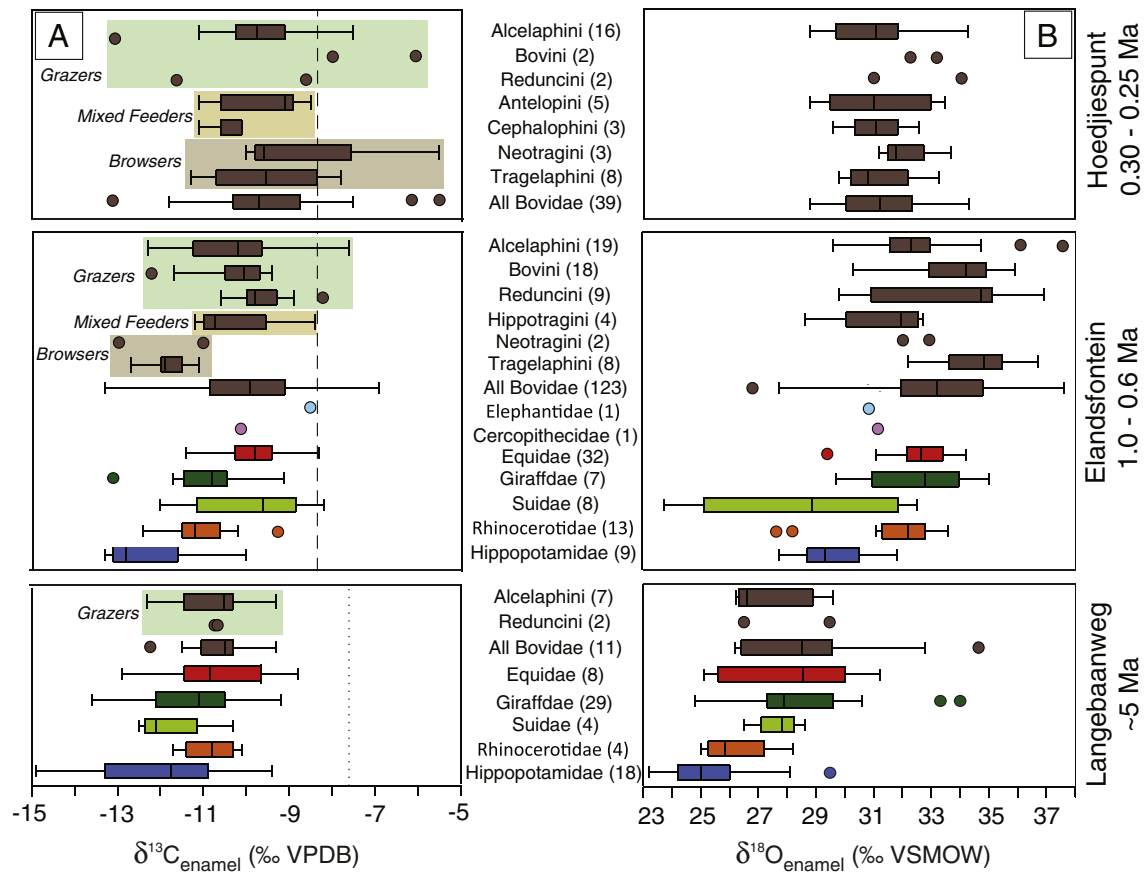 A
B
Grazers
Mixed Feeders
Browsers
Alcelaphini (16)
Bovini (2)
Reduncini (2)
Antelopini (5)
Cephalophini (3)
Neotragini (3)
Tragelaphini (8)
All Bovidae (39)
Hoedjiespunt
0.30 - 0.25 Ma
Grazers
Mixed Feeders
Browsers
Alcelaphini (19)
Bovini (18)
Reduncini (9)
Hippotragini (4)
Neotragini (2)
Tragelaphini (8)
All Bovidae (123)
Elephantidae (1)
Cercopithecidae (1)
Equidae (32)
Giraffdae (7)
Suidae (8)
Rhinocerotidae (13)
Hippopotamidae (9)
Elandsfontein
1.0 - 0.6 Ma
Grazers
Alcelaphini (7)
Reduncini (2)
All Bovidae (11)
Equidae (8)
Giraffdae (29)
Suidae (4)
Rhinocerotidae (4)
Hippopotamidae (18)
Langebaanweg
~5 Ma
-15 -13 -11 -9 -7 -5
δ¹³Cenamel (‰ VPDB)
23 25 27 29 31 33 35 37
δ¹⁸Oenamel (‰ VSMOW)